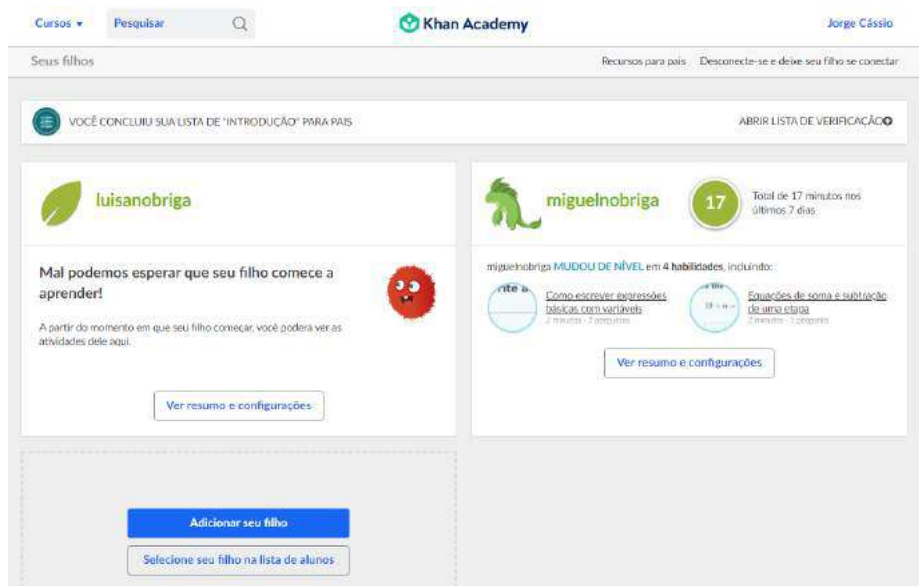 Cursos
Pesquisar
Khan Academy
Jorge Cássio
Seus filhos
Recursos para pais
Desconecte-se e deixe seu filho se conectar
VOCÊ CONCLUIU SUA LISTA DE "INTRODUÇÃO" PARA PAIS
ABRIR LISTA DE VERIFICAÇÃO
luisanobriga
Mal podemos esperar que seu filho comece a
aprender!
A partir do momento em que seu filho começar, você poderá ver as
atividades dele aqui.
Ver resumo e configurações
miguelnobriga
17
Total de 17 minutos nos
últimos 7 dias
miguelnobriga MUDOU DE NÍVEL em 4 habilidades, incluindo:
Como escrever expressões
básicas com variáveis
2 minutos
Equações de soma e subtração
de uma etapa
2 minutos
Ver resumo e configurações
Adicionar seu filho
Selecione seu filho na lista de alunos